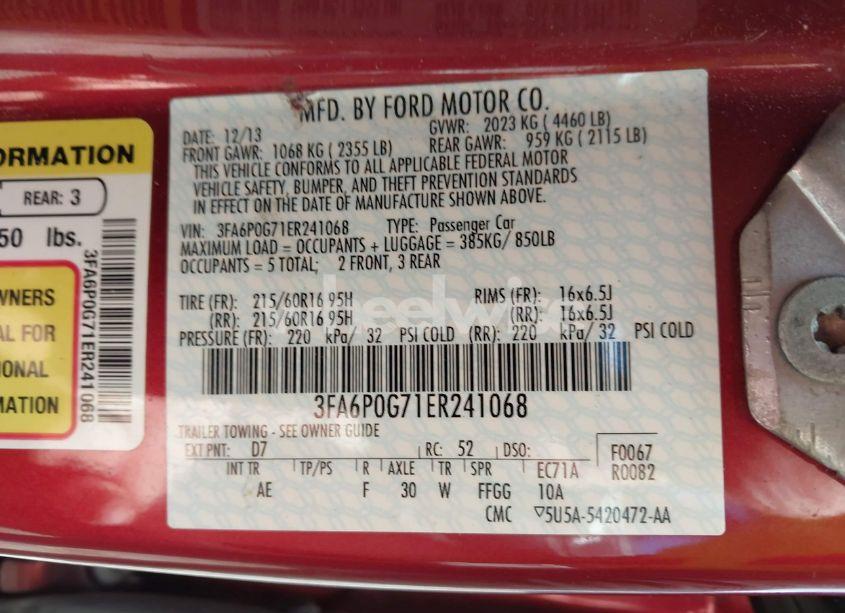 MFD. BY FORD MOTOR CO.
DATE: 12/13 GVWR: 2023 KG ( 4460 LB)
FRONT GAWR: 1068 KG ( 2355 LB) REAR GAWR: 959 KG ( 2115 LB)
THIS VEHICLE CONFORMS TO ALL APPLICABLE FEDERAL MOTOR
VEHICLE SAFETY, BUMPER, AND THEFT PREVENTION STANDARDS
IN EFFECT ON THE DATE OF MANUFACTURE SHOWN ABOVE.
VIN: 3FA6P0G71ER241068 TYPE: Passenger Car
MAXIMUM LOAD = OCCUPANTS + LUGGAGE = 385KG/ 850LB
OCCUPANTS = 5 TOTAL; 2 FRONT, 3 REAR
TIRE (FR): 215/60R16 95H RIMS (FR): 16x6.5J
(RR): 215/60R16 95H (RR): 16x6.5J
PRESSURE (FR): 220 kPa/ 32 PSI COLD (RR): 220 kPa/ 32 PSI COLD
3FA6P0G71ER241068
TRAILER TOWING - SEE OWNER GUIDE
EXT PNT: D7 RC: 52 DSO: F0067
R0082
INT TR TP/PS R AXLE TR SPR EC71A
AE F 30 W FFGG 10A
CMC ▽5U5A-5420472-AA
ORMATION
REAR: 3
50 lbs.
3FA6P0G71ER241068
WNERS
AL FOR
IONAL
MATION